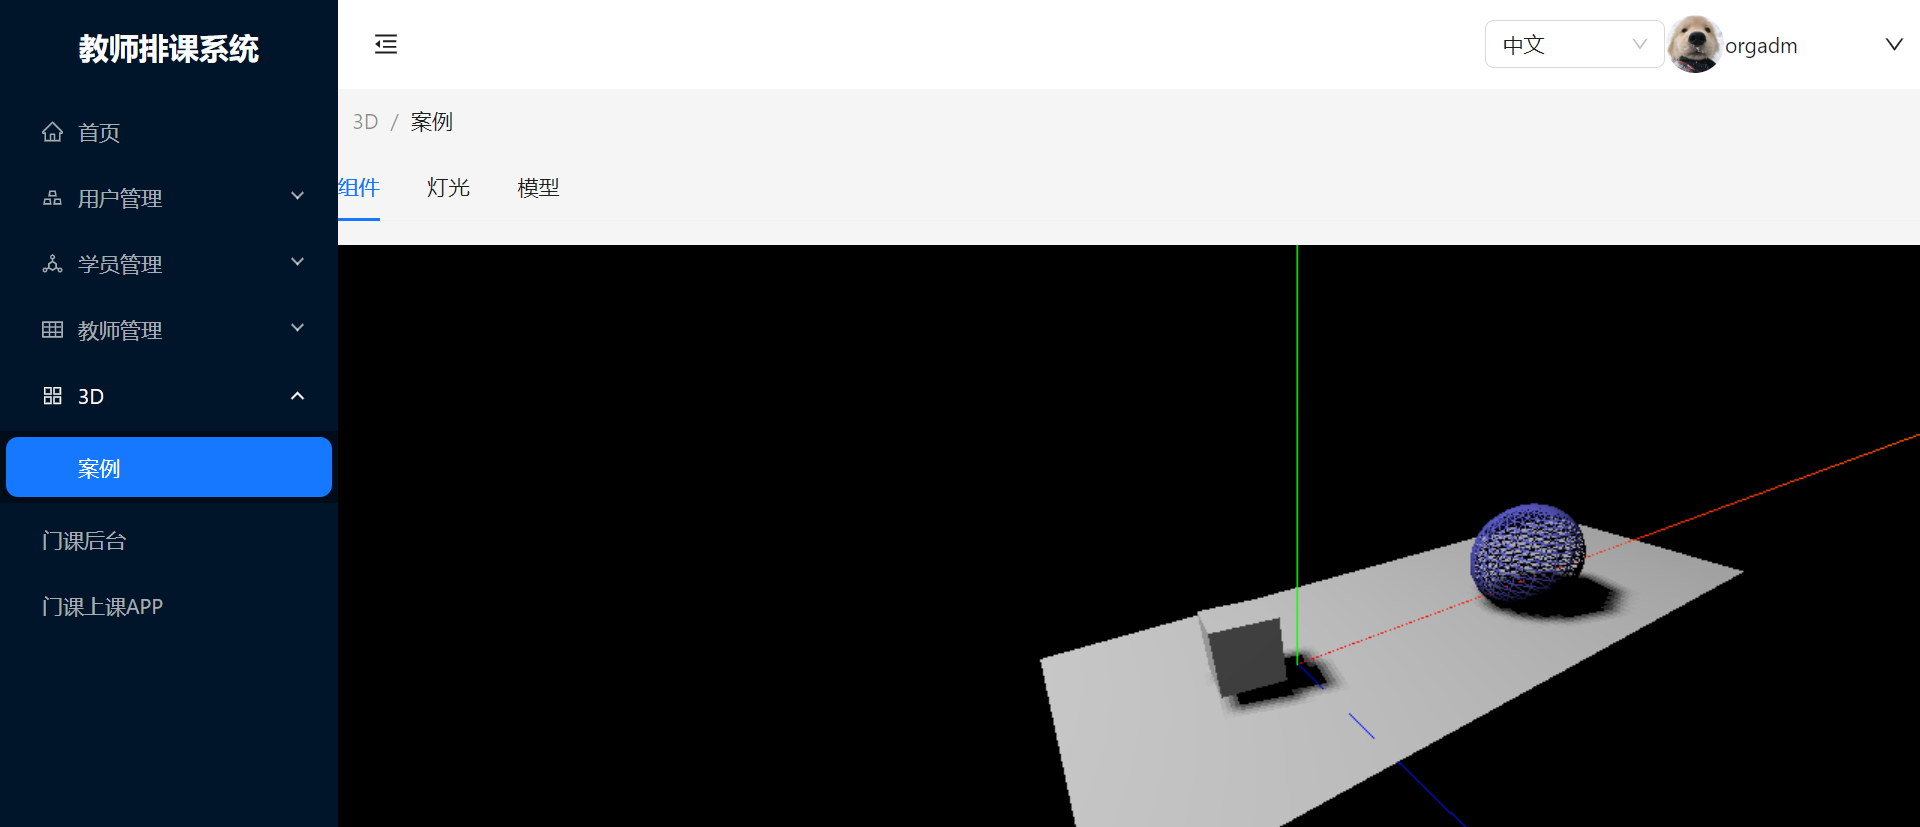 教师排课系统
中文
orgadm
首页
用户管理
学员管理
教师管理
3D
案例
门课后台
门课上课APP
3D / 案例
组件
灯光
模型